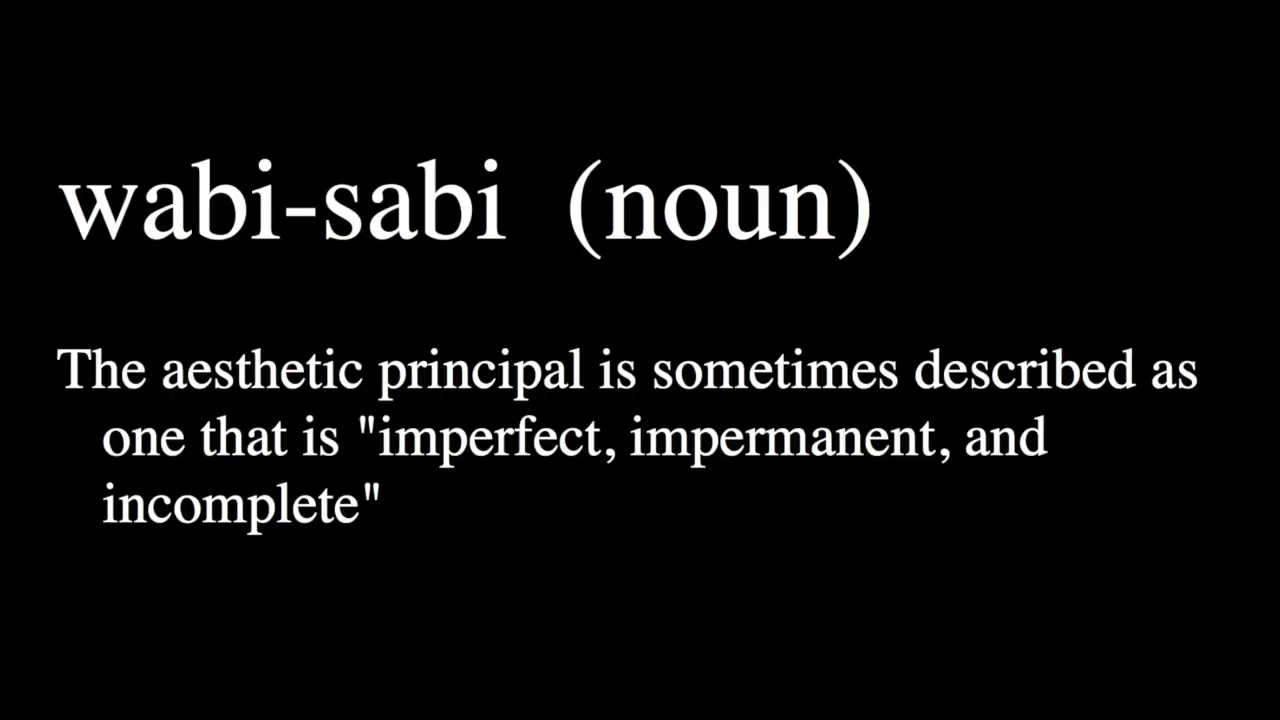 wabi-sabi (noun)
The aesthetic principal is sometimes described as
one that is "imperfect, impermanent, and
incomplete"